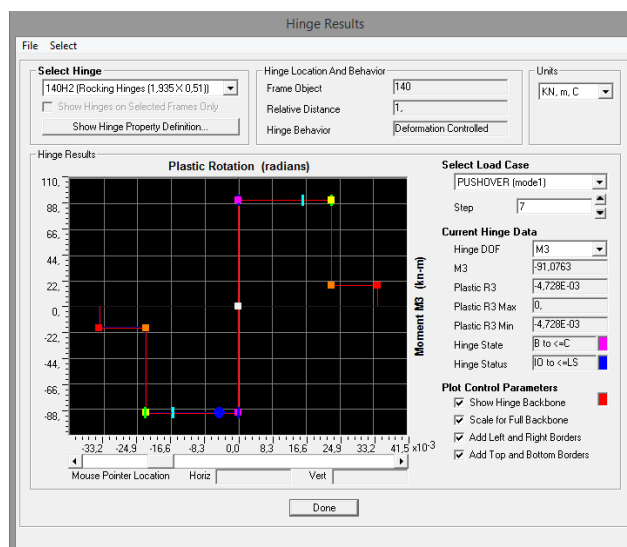 Hinge Results
File Select
Select Hinge
140H2 (Rocking Hinges (1,935 X 0,51))
Show Hinges on Selected Frames Only
Show Hinge Property Definition...
Hinge Location And Behavior
Frame Object 140
Relative Distance 1,
Hinge Behavior Deformation Controlled
Units
KN, m, C
Hinge Results
Plastic Rotation (radians)
110,
88,
66,
44,
22,
0,
-22,
-44,
-66,
-88,
Moment M3 (kn-m)
-33,2 -24,9 -16,6 -8,3 0,0 8,3 16,6 24,9 33,2 41,5 x10-3
Mouse Pointer Location Horiz Vert
Select Load Case
PUSHOVER (mode1)
Step 7
Current Hinge Data
Hinge DOF M3
M3 -91,0763
Plastic R3 -4,728E-03
Plastic R3 Max 0,
Plastic R3 Min -4,728E-03
Hinge State B to <=C
Hinge Status IO to <=LS
Plot Control Parameters
Show Hinge Backbone
Scale for Full Backbone
Add Left and Right Borders
Add Top and Bottom Borders
Done